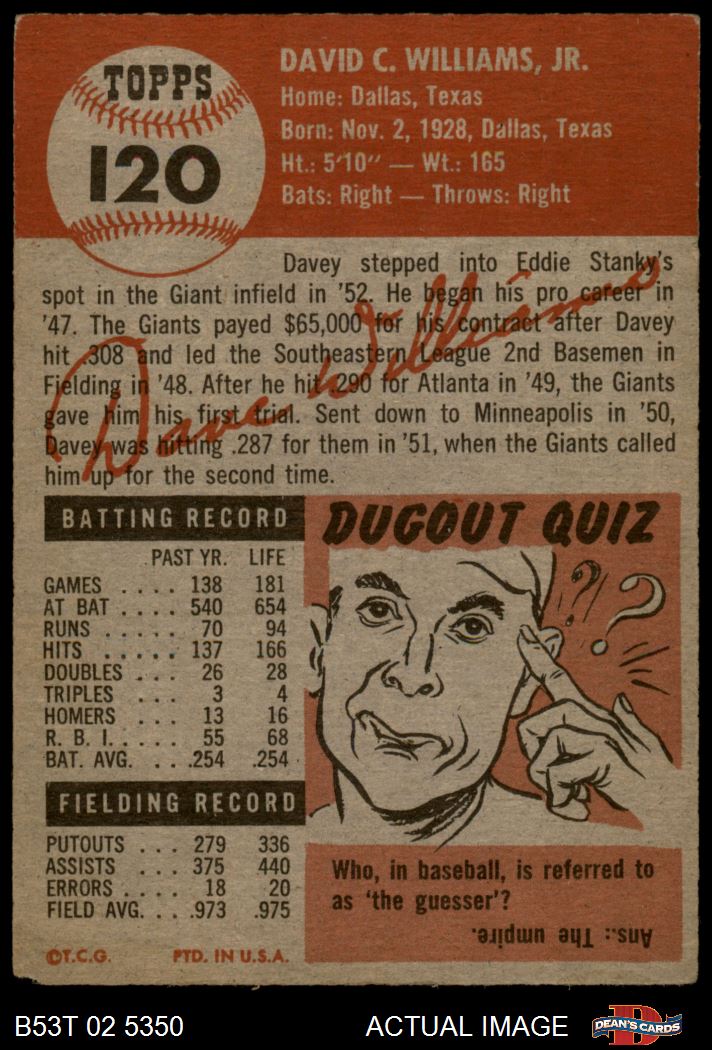 TOPPS
120
DAVID C. WILLIAMS, JR.
Home: Dallas, Texas
Born: Nov. 2, 1928, Dallas, Texas
Ht.: 5'10" — Wt.: 165
Bats: Right — Throws: Right
Davey stepped into Eddie Stanky's
spot in the Giant infield in '52. He began his pro career in
'47. The Giants payed $65,000 for his contract after Davey
hit .308 and led the Southeastern League 2nd Basemen in
Fielding in '48. After he hit .290 for Atlanta in '49, the Giants
gave him his first trial. Sent down to Minneapolis in '50,
Davey was hitting .287 for them in '51, when the Giants called
him up for the second time.
Dave Williams
BATTING RECORD
PAST YR. LIFE
GAMES .... 138 181
AT BAT .... 540 654
RUNS ...... 70 94
HITS ..... 137 166
DOUBLES ... 26 28
TRIPLES ... 3 4
HOMERS ... 13 16
R. B. I...... 55 68
BAT. AVG. ....254 .254
FIELDING RECORD
PUTOUTS ... 279 336
ASSISTS ... 375 440
ERRORS .... 18 20
FIELD AVG. ...973 .975
©T.C.G. PTD. IN U.S.A.
DUGOUT QUIZ
? ?
Who, in baseball, is referred to
as 'the guesser'?
Ans.: The umpire.
B53T 02 5350 ACTUAL IMAGE
D
DEAN'S CARDS